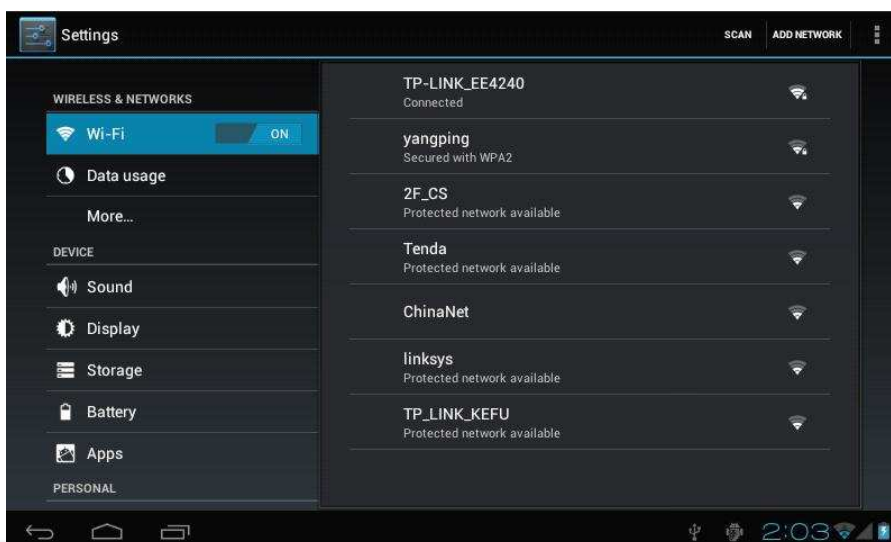 Settings
SCAN
ADD NETWORK
WIRELESS & NETWORKS
Wi-Fi
ON
Data usage
More...
DEVICE
Sound
Display
Storage
Battery
Apps
PERSONAL
TP-LINK_EE4240
Connected
yangping
Secured with WPA2
2F_CS
Protected network available
Tenda
Protected network available
ChinaNet
linksys
Protected network available
TP_LINK_KEFU
Protected network available
2:03